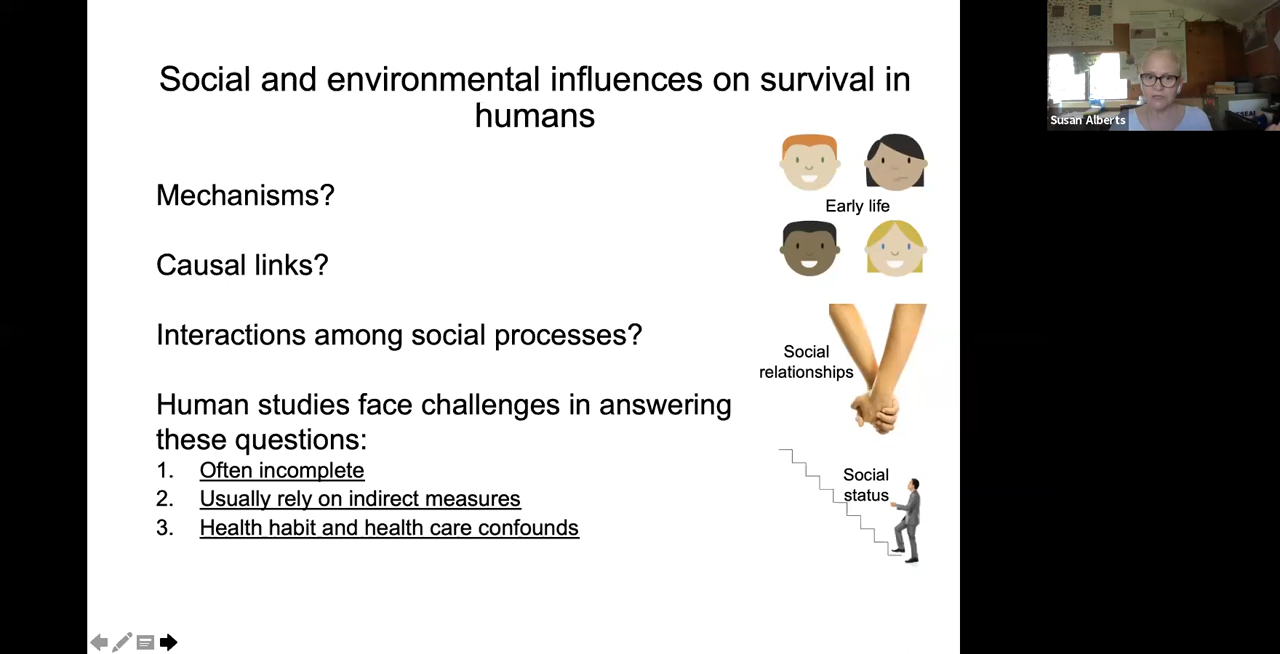 Social and environmental influences on survival in
humans
Mechanisms?
Causal links?
Interactions among social processes?
Human studies face challenges in answering
these questions:
1. Often incomplete
2. Usually rely on indirect measures
3. Health habit and health care confounds
Early life
Social
relationships
Social
status
Susan Alberts